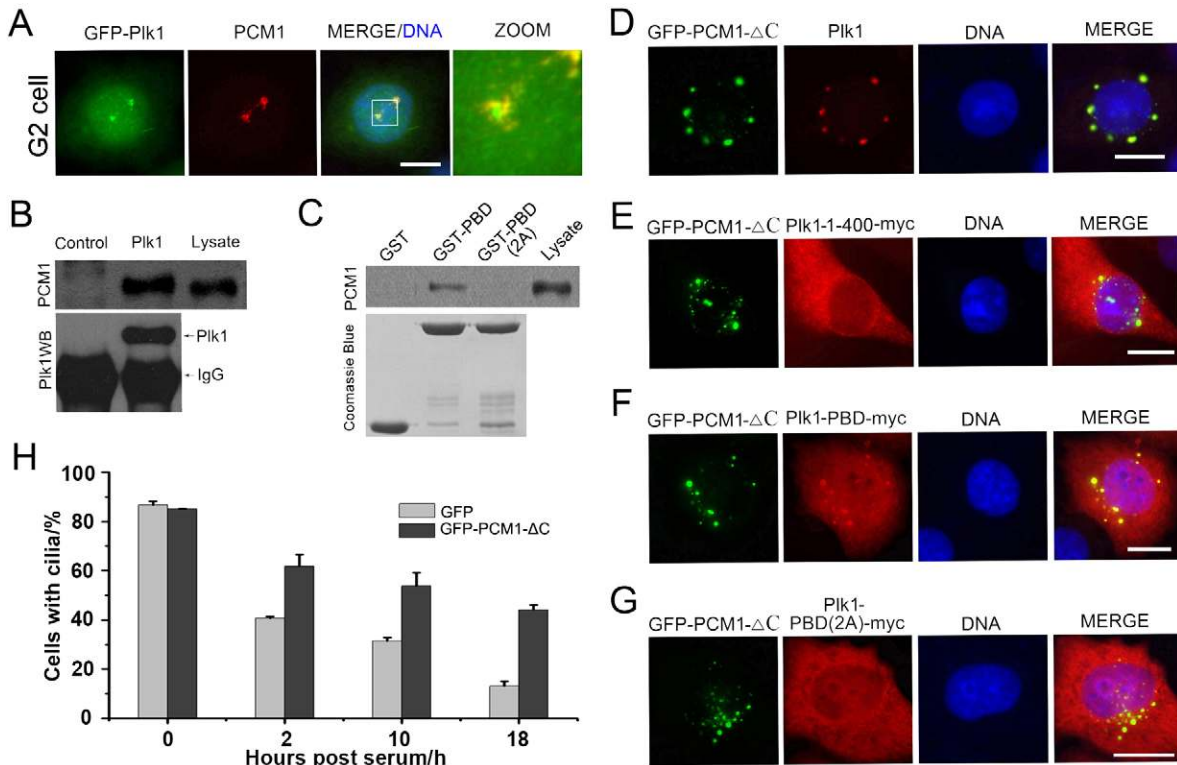 A
GFP-Plk1
PCM1
MERGE/DNA
ZOOM
G2 cell
B
Control
Plk1
Lysate
PCM1
Plk1WB
←Plk1
←IgG
C
GST
GST-PBD
GST-PBD
(2A)
Lysate
PCM1
Coomassie Blue
H
Cells with cilia/%
100
80
60
40
20
0
GFP
GFP-PCM1-ΔC
0
2
10
18
Hours post serum/h
D
GFP-PCM1-△C
Plk1
DNA
MERGE
E
GFP-PCM1-△C
Plk1-1-400-myc
DNA
MERGE
F
GFP-PCM1-△C
Plk1-PBD-myc
DNA
MERGE
G
GFP-PCM1-△C
Plk1-
PBD(2A)-myc
DNA
MERGE